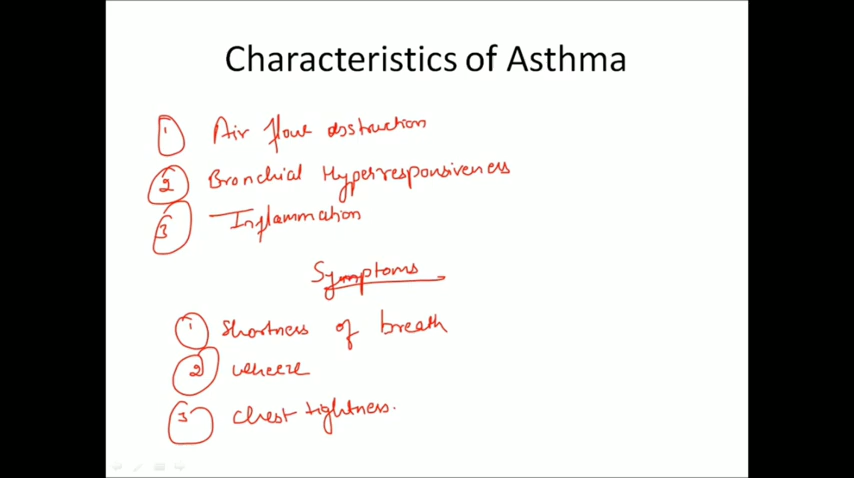 Characteristics of Asthma
1 Air flow obstruction
2 Bronchial Hyperresponsiveness
3 Inflammation
Symptoms
1 Shortness of breath
2 wheeze
3 chest tightness.